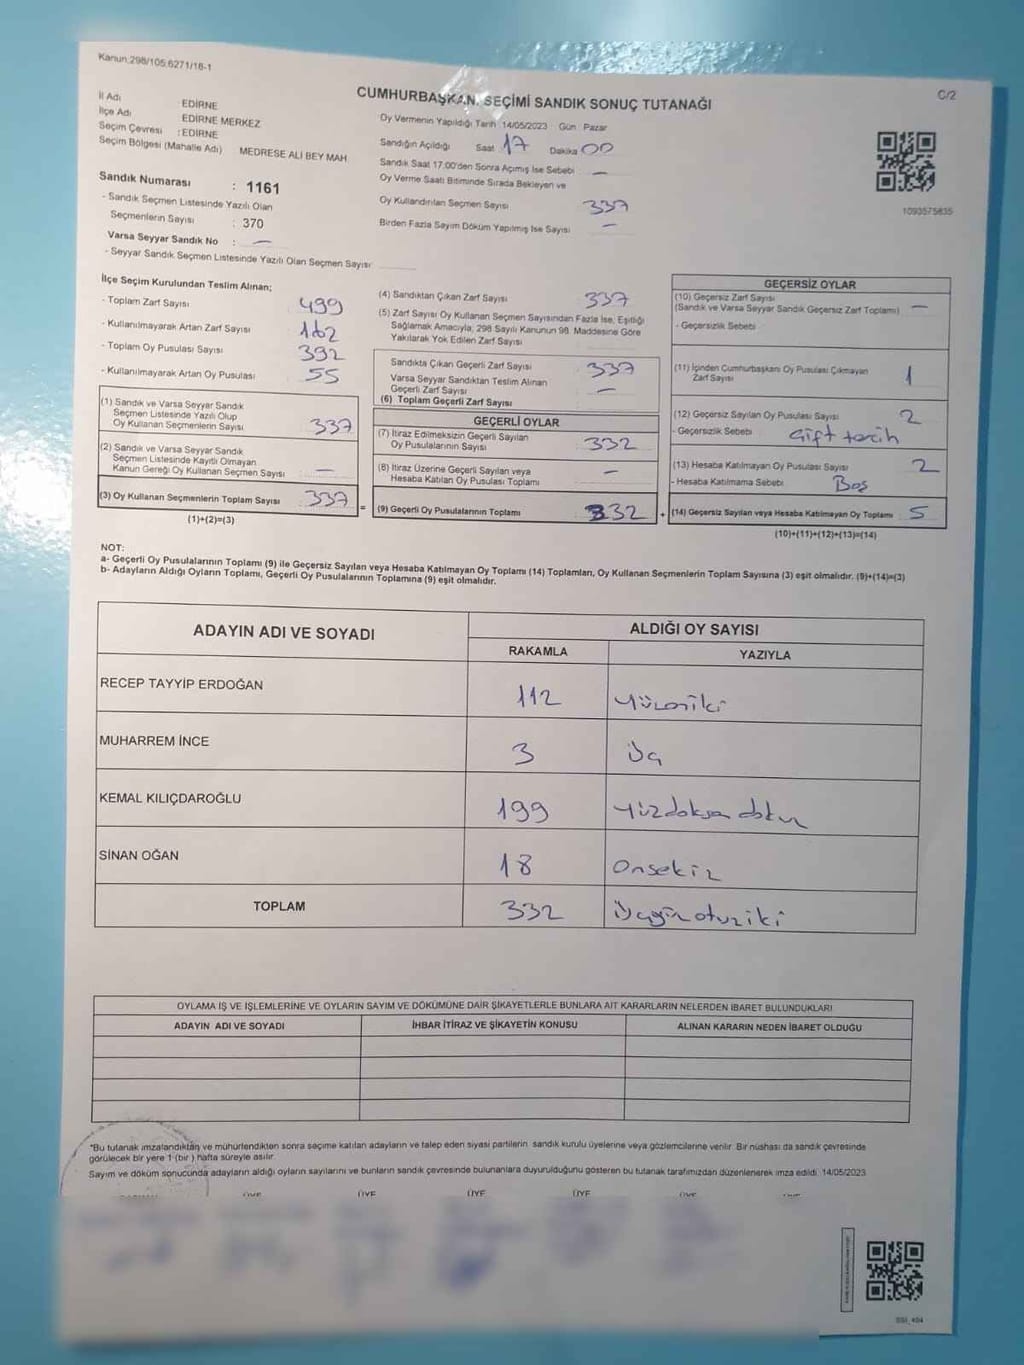 Kanun:298/105 6271/18-1
C/2
CUMHURBAŞKANI SEÇİMİ SANDIK SONUÇ TUTANAĞI
İl Adı EDİRNE
İlçe Adı EDİRNE MERKEZ
Seçim Çevresi : EDİRNE
Seçim Bölgesi (Mahalle Adı) MEDRESE ALİ BEY MAH.
Sandık Numarası : 1161
- Sandık Seçmen Listesinde Yazılı Olan
Seçmenlerin Sayısı : 370
Varsa Seyyar Sandık No : —
- Seyyar Sandık Seçmen Listesinde Yazılı Olan Seçmen Sayısı
Oy Vermenin Yapıldığı Tarih 14/05/2023 Gün : Pazar
Sandığın Açıldığı Saat 17 Dakika 00
Sandık Saat 17.00'den Sonra Açmış İse Sebebi —
Oy Verme Saati Bitiminde Sırada Bekleyen ve
Oy Kullandırılan Seçmen Sayısı 337
Birden Fazla Sayım Döküm Yapılmış İse Sayısı —
1093575835
İlçe Seçim Kurulundan Teslim Alınan;
- Toplam Zarf Sayısı 499
- Kullanılmayarak Artan Zarf Sayısı 162
- Toplam Oy Pusulası Sayısı 392
- Kullanılmayarak Artan Oy Pusulası 55
(1) Sandık ve Varsa Seyyar Sandık
Seçmen Listesinde Yazılı Olup
Oy Kullanan Seçmenlerin Sayısı 337
(2) Sandık ve Varsa Seyyar Sandık
Seçmen Listesinde Kayıtlı Olmayan
Kanun Gereği Oy Kullanan Seçmen Sayısı —
(3) Oy Kullanan Seçmenlerin Toplam Sayısı 337
(1)+(2)=(3)
(4) Sandıktan Çıkan Zarf Sayısı 337
(5) Zarf Sayısı Oy Kullanan Seçmen Sayısından Fazla İse, Eşitliği
Sağlamak Amacıyla; 298 Sayılı Kanunun 98. Maddesine Göre
Yakılarak Yok Edilen Zarf Sayısı
Sandıkta Çıkan Geçerli Zarf Sayısı 337
Varsa Seyyar Sandıktan Teslim Alınan
Geçerli Zarf Sayısı —
(6) Toplam Geçerli Zarf Sayısı
GEÇERLİ OYLAR
(7) İtiraz Edilmeksizin Geçerli Sayılan
Oy Pusulalarının Sayısı 332
(8) İtiraz Üzerine Geçerli Sayılan veya
Hesaba Katılan Oy Pusulası Toplamı —
= (9) Geçerli Oy Pusulalarının Toplamı 332 +
GEÇERSİZ OYLAR
(10) Geçersiz Zarf Sayısı
(Sandık ve Varsa Seyyar Sandık Geçersiz Zarf Toplamı) —
- Geçersizlik Sebebi
(11) İçinden Cumhurbaşkanı Oy Pusulası Çıkmayan
Zarf Sayısı 1
(12) Geçersiz Sayılan Oy Pusulası Sayısı 2
- Geçersizlik Sebebi Çift tercih
(13) Hesaba Katılmayan Oy Pusulası Sayısı 2
- Hesaba Katılmama Sebebi Boş
(14) Geçersiz Sayılan veya Hesaba Katılmayan Oy Toplamı 5
(10)+(11)+(12)+(13)=(14)
NOT:
a- Geçerli Oy Pusulalarının Toplamı (9) ile Geçersiz Sayılan veya Hesaba Katılmayan Oy Toplamı (14) Toplamları, Oy Kullanan Seçmenlerin Toplam Sayısına (3) eşit olmalıdır. (9)+(14)=(3)
b- Adayların Aldığı Oyların Toplamı, Geçerli Oy Pusulalarının Toplamına (9) eşit olmalıdır.
ADAYIN ADI VE SOYADI
ALDIĞI OY SAYISI
RAKAMLA YAZIYLA
RECEP TAYYİP ERDOĞAN 112 Yüzoniki
MUHARREM İNCE 3 Üç
KEMAL KILIÇDAROĞLU 199 Yüzdoksan dokuz
SİNAN OĞAN 18 Onsekiz
TOPLAM 332 Üçyüzotuziki
OYLAMA İŞ VE İŞLEMLERİNE VE OYLARIN SAYIM VE DÖKÜMÜNE DAİR ŞİKAYETLERLE BUNLARA AİT KARARLARIN NELERDEN İBARET BULUNDUKLARI
ADAYIN ADI VE SOYADI İHBAR İTİRAZ VE ŞİKAYETİN KONUSU ALINAN KARARIN NEDEN İBARET OLDUĞU
*Bu tutanak imzalandıktan ve mühürlendikten sonra seçime katılan adayların ve talep eden siyasi partilerin sandık kurulu üyelerine veya gözlemcilerine verilir. Bir nüshası da sandık çevresinde
görülecek bir yere 1 (bir) hafta süreyle asılır.
Sayım ve döküm sonucunda adayların aldığı oyların sayılarını ve bunların sandık çevresinde bulunanlara duyurulduğunu gösteren bu tutanak tarafımızdan düzenlenerek imza edildi. 14/05/2023
ÜYE ÜYE ÜYE ÜYE ÜYE